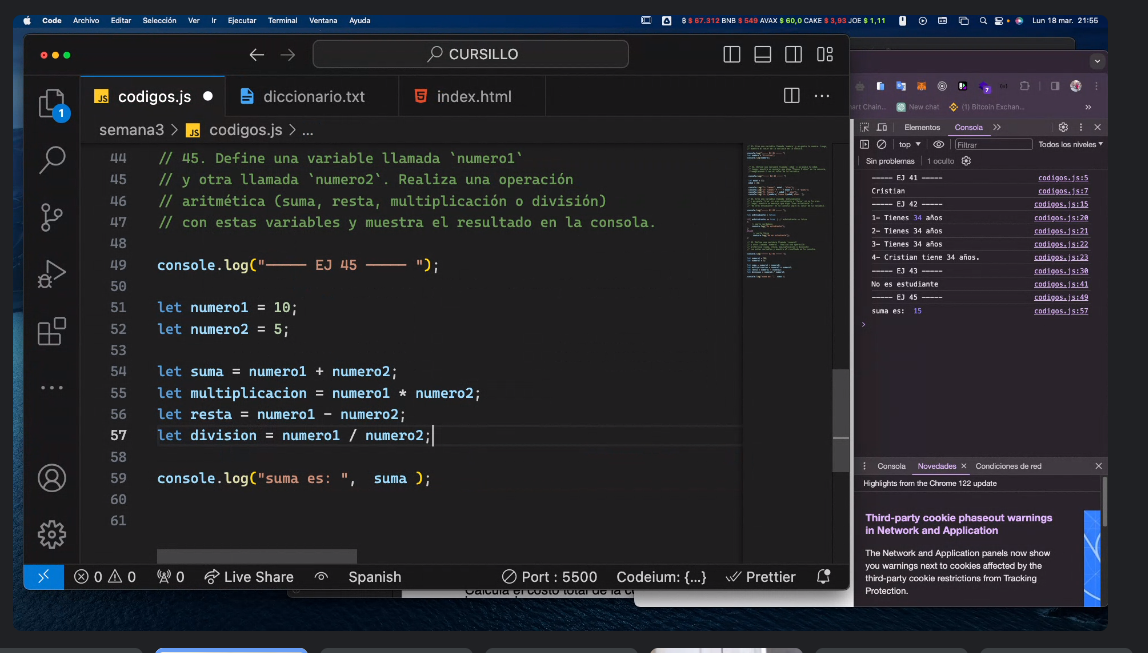 Code Archivo Editar Selección Ver Ir Ejecutar Terminal Ventana Ayuda
฿ $ 67.312 BNB $ 549 AVAX $ 60,0 CAKE $ 3,93 JOE $ 1,11
Lun 18 mar. 21:55
CURSILLO
JS codigos.js
diccionario.txt
index.html
1
semana3 > JS codigos.js > ...
44 // 45. Define una variable llamada `numero1`
45 // y otra llamada `numero2`. Realiza una operación
46 // aritmética (suma, resta, multiplicación o división)
47 // con estas variables y muestra el resultado en la consola.
48
49 console.log("————— EJ 45 ————— ");
50
51 let numero1 = 10;
52 let numero2 = 5;
53
54 let suma = numero1 + numero2;
55 let multiplicacion = numero1 * numero2;
56 let resta = numero1 - numero2;
57 let division = numero1 / numero2;
58
59 console.log("suma es: ", suma );
60
61
0 0 0 Live Share Spanish Port : 5500 Codeium: {...} Prettier
Calcula el costo total de la
7
New chat
(1) Bitcoin Exchan...
Elementos Consola
top Filtrar Todos los niveles
Sin problemas 1 oculto
————— EJ 41 ————— codigos.js:5
Cristian codigos.js:7
————— EJ 42 ————— codigos.js:15
1- Tienes 34 años codigos.js:20
2- Tienes 34 años codigos.js:21
3- Tienes 34 años codigos.js:22
4- Cristian tiene 34 años. codigos.js:23
————— EJ 43 ————— codigos.js:30
No es estudiante codigos.js:41
————— EJ 45 ————— codigos.js:49
suma es: 15 codigos.js:57
Consola Novedades Condiciones de red
Highlights from the Chrome 122 update
Third-party cookie phaseout warnings
in Network and Application
The Network and Application panels now show
you warnings next to cookies affected by the
third-party cookie restrictions from Tracking
Protection.